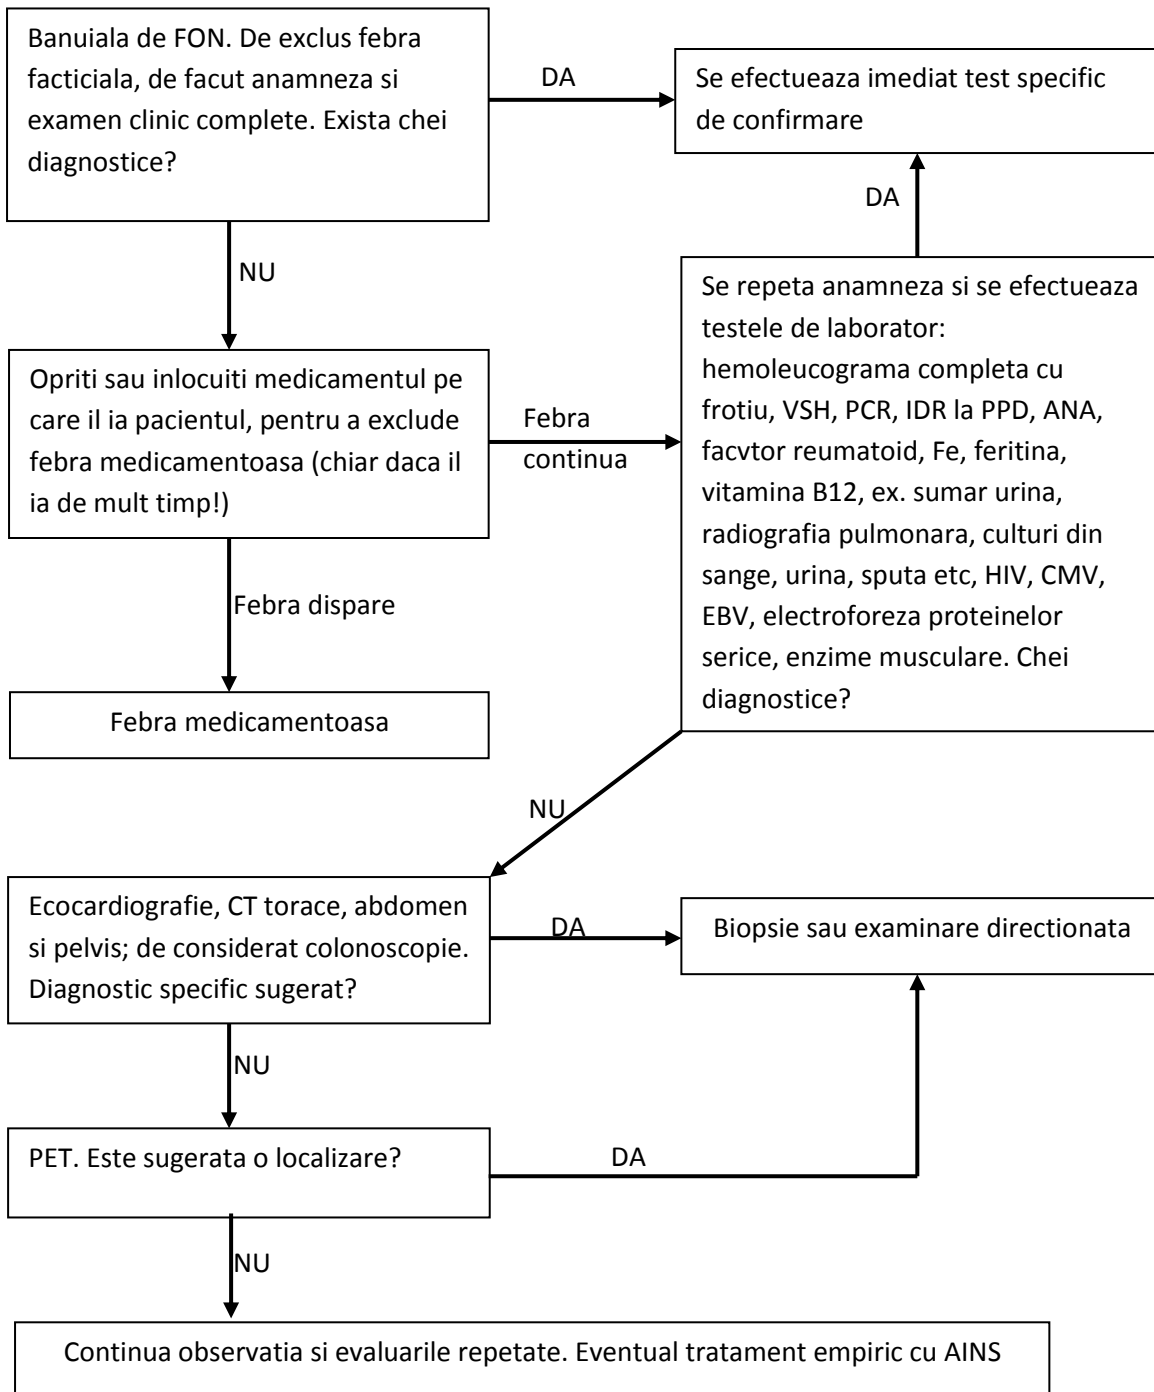 Banuiala de FON. De exclus febra
facticiala, de facut anamneza si
examen clinic complete. Exista chei
diagnostice?
DA
Se efectueaza imediat test specific
de confirmare
DA
NU
Opriti sau inlocuiti medicamentul pe
care il ia pacientul, pentru a exclude
febra medicamentoasa (chiar daca il
ia de mult timp!)
Febra
continua
Se repeta anamneza si se efectueaza
testele de laborator:
hemoleucograma completa cu
frotiu, VSH, PCR, IDR la PPD, ANA,
facvtor reumatoid, Fe, feritina,
vitamina B12, ex. sumar urina,
radiografia pulmonara, culturi din
sange, urina, sputa etc, HIV, CMV,
EBV, electroforeza proteinelor
serice, enzime musculare. Chei
diagnostice?
Febra dispare
Febra medicamentoasa
NU
Ecocardiografie, CT torace, abdomen
si pelvis; de considerat colonoscopie.
Diagnostic specific sugerat?
DA
Biopsie sau examinare directionata
NU
PET. Este sugerata o localizare?
DA
NU
Continua observatia si evaluarile repetate. Eventual tratament empiric cu AINS